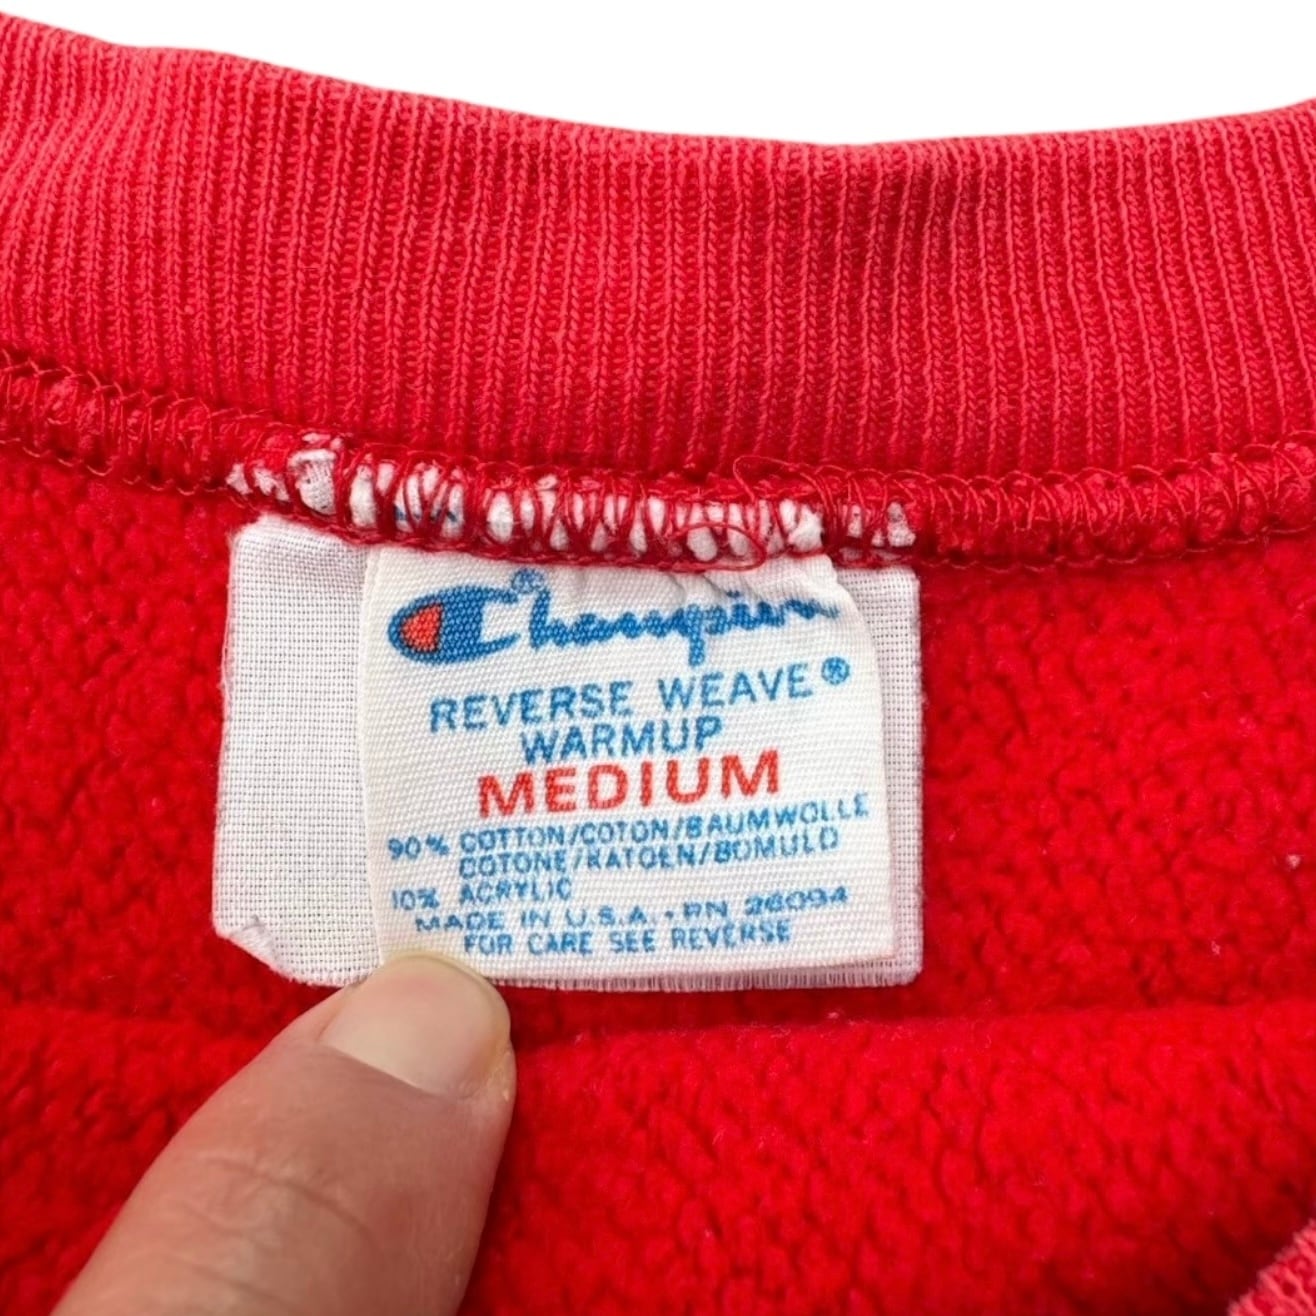 Champion®
REVERSE WEAVE®
WARMUP
MEDIUM
90% COTTON/COTON/BAUMWOLLE
COTONE/KATOEN/BOMULD
10% ACRYLIC
MADE IN U.S.A. • RN 26094
FOR CARE SEE REVERSE